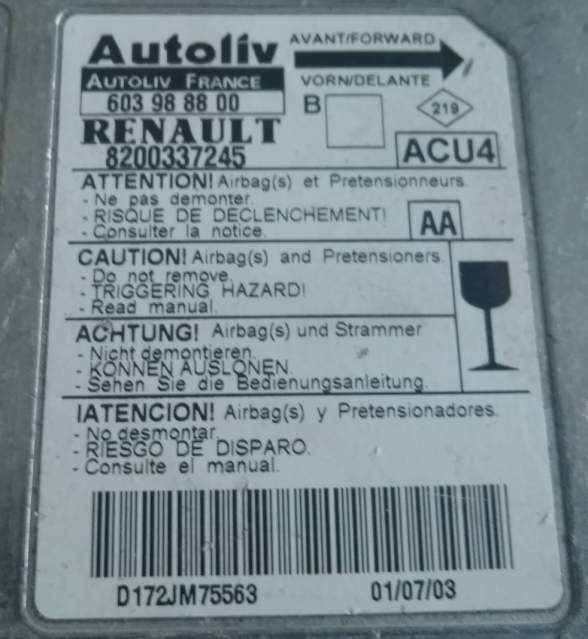 Autoliv
AVANT/FORWARD
AUTOLIV FRANCE
VORN/DELANTE
603 98 88 00
B
219
RENAULT
8200337245
ACU4
ATTENTION! Airbag(s) et Pretensionneurs.
- Ne pas demonter.
- RISQUE DE DECLENCHEMENT!
- Consulter la notice.
AA
CAUTION! Airbag(s) and Pretensioners.
- Do not remove.
- TRIGGERING HAZARD!
- Read manual.
ACHTUNG! Airbag(s) und Strammer
- Nicht demontieren.
- KONNEN AUSLONEN.
- Sehen Sie die Bedienungsanleitung.
IATENCION! Airbag(s) y Pretensionadores.
- No desmontar.
- RIESGO DE DISPARO.
- Consulte el manual.
D172JM75563
01/07/03